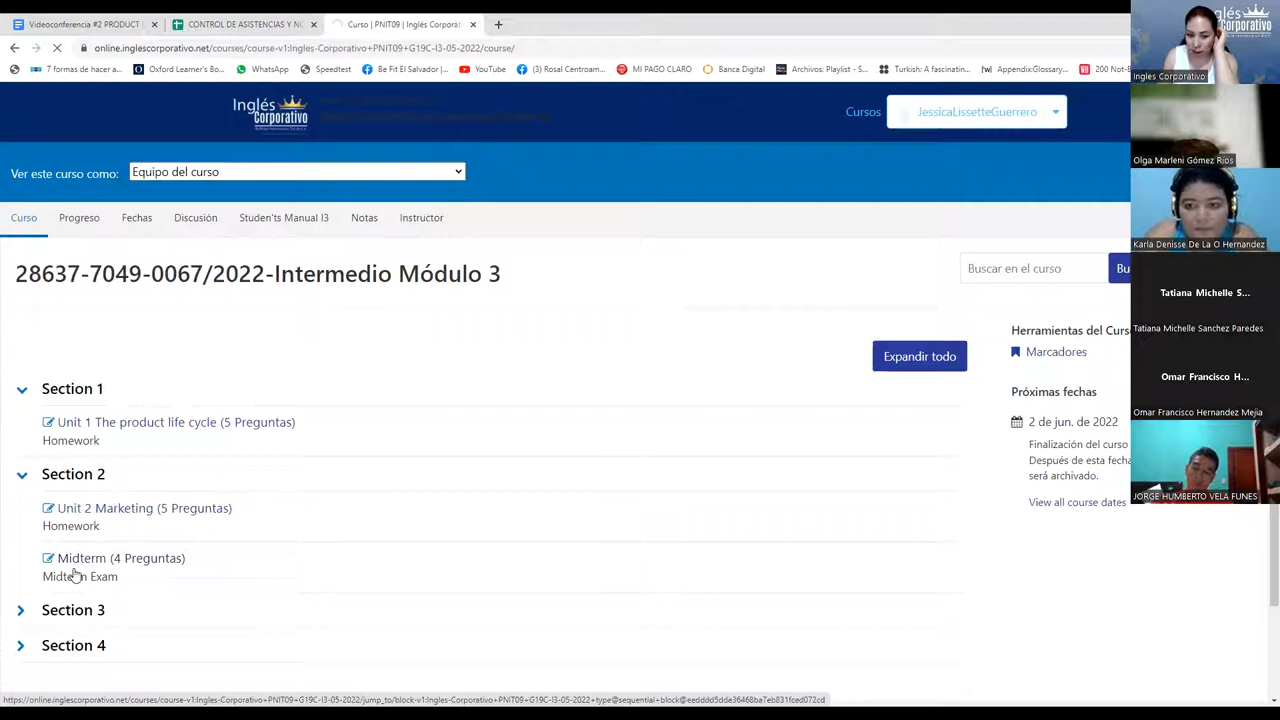 Videoconferencia #2 PRODUCT
CONTROL DE ASISTENCIAS Y NO
Curso | PNIT09 | Inglés Corporat
online.inglescorporativo.net/courses/course-v1:Ingles-Corporativo+PNIT09+G19C-I3-05-2022/course/
7 formas de hacer a...
Oxford Learner's Bo...
WhatsApp
Speedtest
Be Fit El Salvador |...
YouTube
(3) Rosal Centroam...
MI PAGO CLARO
Banca Digital
Archivos: Playlist - S...
Turkish: A fascinatin...
Appendix:Glossary...
200 Not-B
Inglés
Corporativo
Cursos
JessicaLissetteGuerrero
Ver este curso como:
Equipo del curso
Curso
Progreso
Fechas
Discusión
Studen'ts Manual I3
Notas
Instructor
28637-7049-0067/2022-Intermedio Módulo 3
Buscar en el curso
Bu
Expandir todo
Section 1
Unit 1 The product life cycle (5 Preguntas)
Homework
Section 2
Unit 2 Marketing (5 Preguntas)
Homework
Midterm (4 Preguntas)
Midterm Exam
Section 3
Section 4
Herramientas del Curs
Marcadores
Próximas fechas
2 de jun. de 2022
Finalización del curso
Después de esta fech
será archivado.
View all course dates
Ingles Corporativo
Olga Marleni Gómez Rios
Karla Denisse De La O Hernandez
Tatiana Michelle S...
Tatiana Michelle Sanchez Paredes
Omar Francisco H...
Omar Francisco Hernandez Mejia
JORGE HUMBERTO VELA FUNES